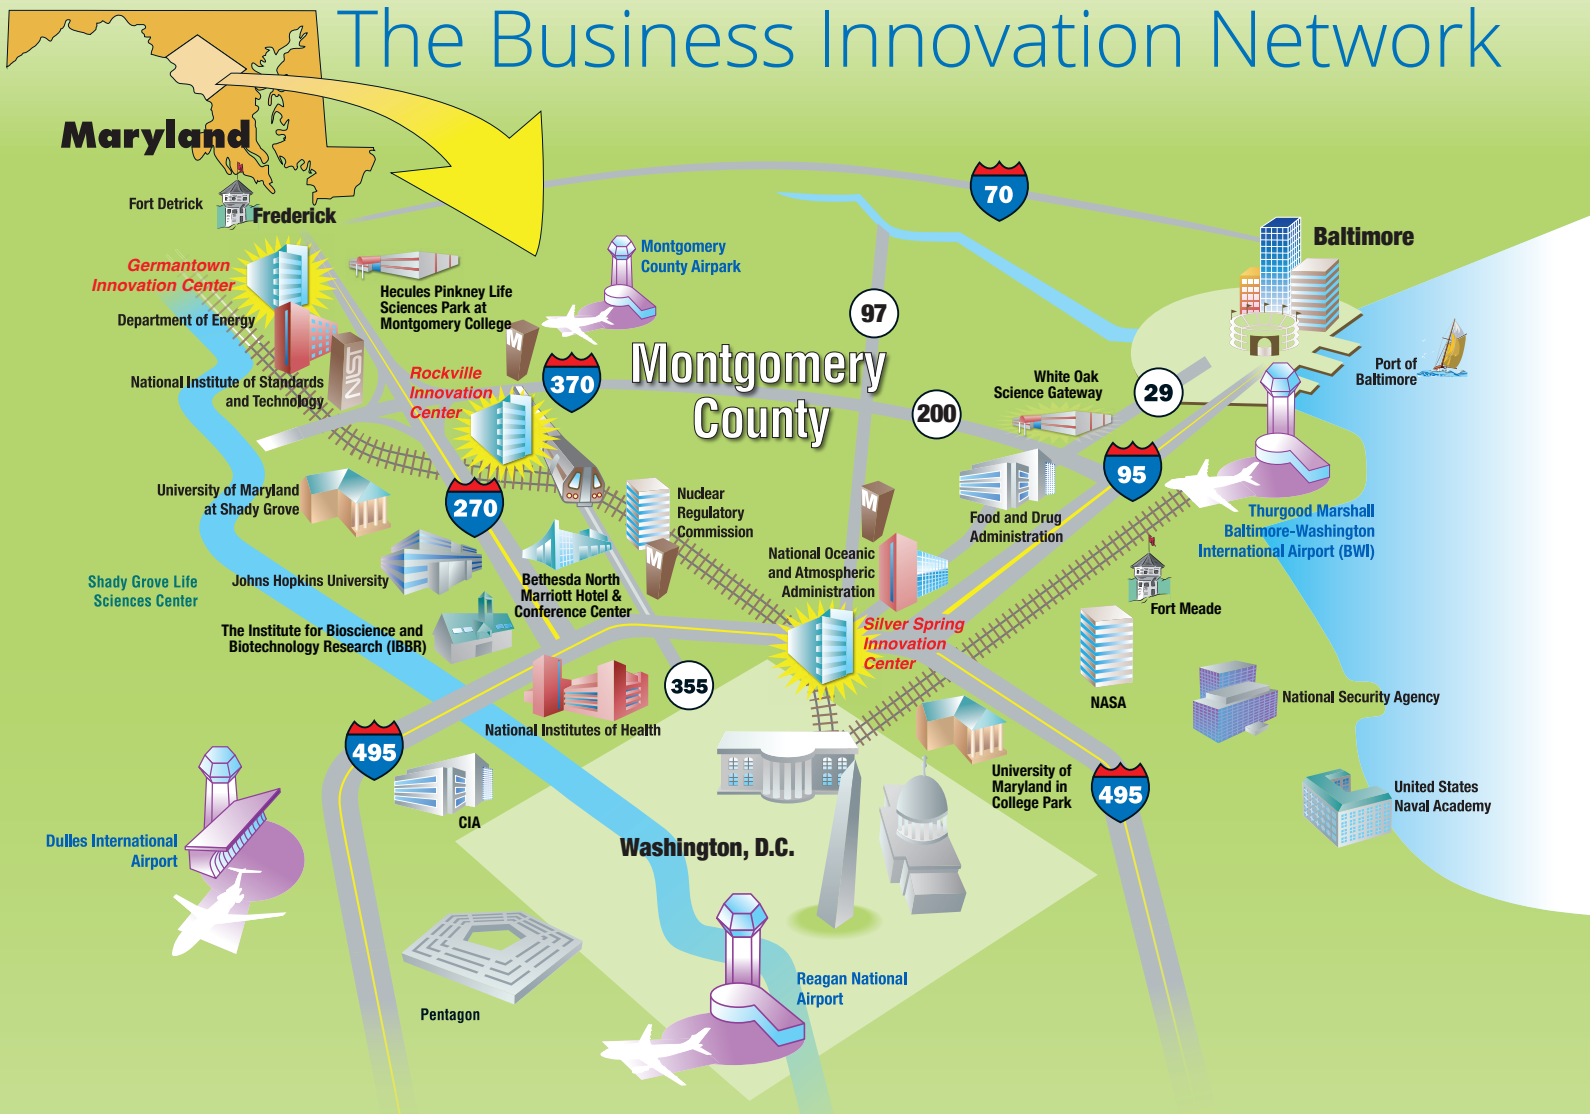 The Business Innovation Network
Maryland
Fort Detrick
Frederick
70
Baltimore
Germantown
Innovation Center
Hecules Pinkney Life
Sciences Park at
Montgomery College
Montgomery
County Airpark
Department of Energy
97
M
NIST
National Institute of Standards
and Technology
Rockville
Innovation
Center
370
Montgomery
County
200
White Oak
Science Gateway
29
Port of
Baltimore
95
University of Maryland
at Shady Grove
270
Nuclear
Regulatory
Commission
M
Food and Drug
Administration
Thurgood Marshall
Baltimore-Washington
International Airport (BWI)
Shady Grove Life
Sciences Center
Johns Hopkins University
Bethesda North
Marriott Hotel &
Conference Center
M
National Oceanic
and Atmospheric
Administration
Fort Meade
The Institute for Bioscience and
Biotechnology Research (IBBR)
Silver Spring
Innovation
Center
355
NASA
National Security Agency
National Institutes of Health
495
CIA
University of
Maryland in
College Park
495
United States
Naval Academy
Dulles International
Airport
Washington, D.C.
Reagan National
Airport
Pentagon